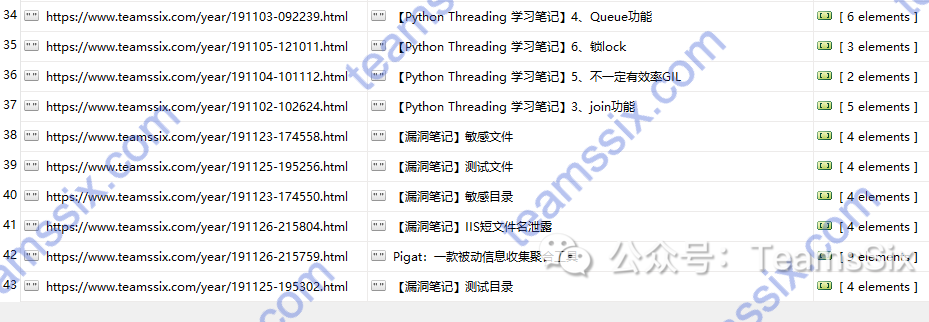 34 "" https://www.teamssix.com/year/191103-092239.html "" 【Python Threading 学习笔记】4、Queue功能 [ 6 elements ]
35 "" https://www.teamssix.com/year/191105-121011.html "" 【Python Threading 学习笔记】6、锁lock [ 3 elements ]
36 "" https://www.teamssix.com/year/191104-101112.html "" 【Python Threading 学习笔记】5、不一定有效率GIL [ 2 elements ]
37 "" https://www.teamssix.com/year/191102-102624.html "" 【Python Threading 学习笔记】3、join功能 [ 5 elements ]
38 "" https://www.teamssix.com/year/191123-174558.html "" 【漏洞笔记】敏感文件 [ 4 elements ]
39 "" https://www.teamssix.com/year/191125-195256.html "" 【漏洞笔记】测试文件 [ 4 elements ]
40 "" https://www.teamssix.com/year/191123-174550.html "" 【漏洞笔记】敏感目录 [ 4 elements ]
41 "" https://www.teamssix.com/year/191126-215804.html "" 【漏洞笔记】IIS短文件名泄露 [ 4 elements ]
42 "" https://www.teamssix.com/year/191126-215759.html "" Pigat：一款被动信息收集聚合工具 [ 9 elements ]
43 "" https://www.teamssix.com/year/191125-195302.html "" 【漏洞笔记】测试目录 [ 4 elements ]
公众号：TeamsSix
teamssix.com
teamssix.com
teamssix.com